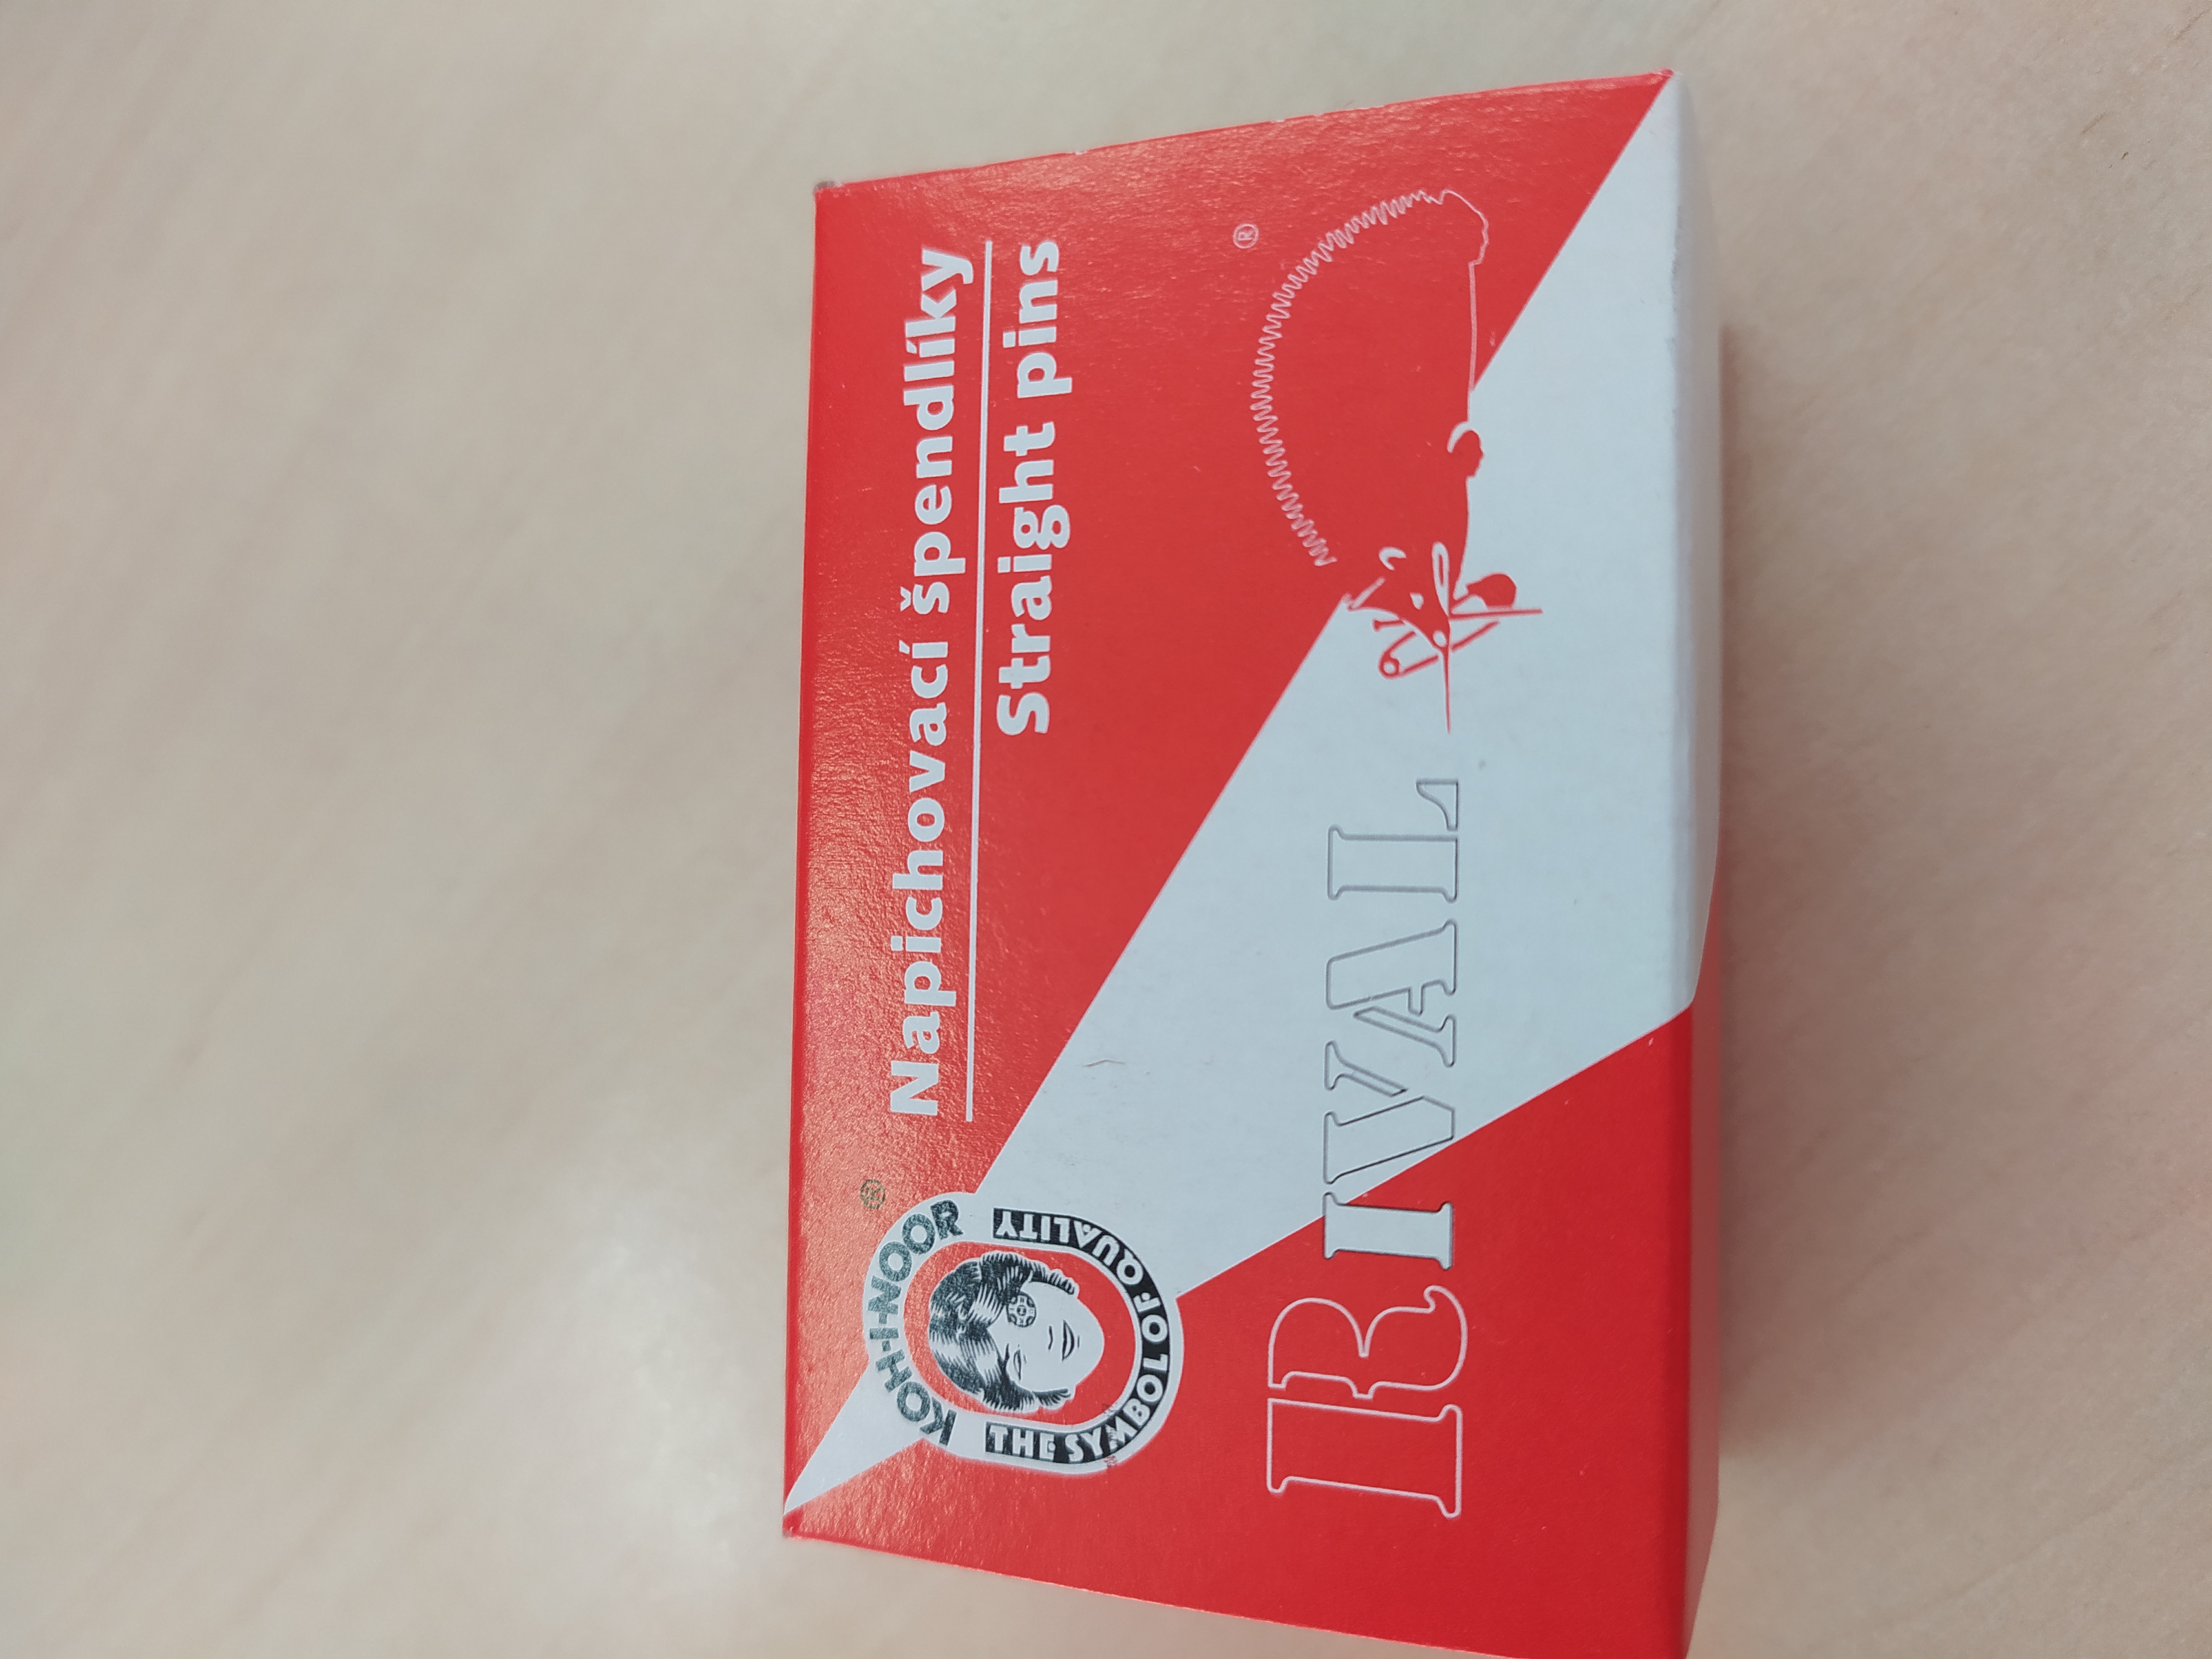 KOH-I-NOOR ®
THE SYMBOL OF QUALITY
Napichovací špendlíky
Straight pins
RIVAL
®